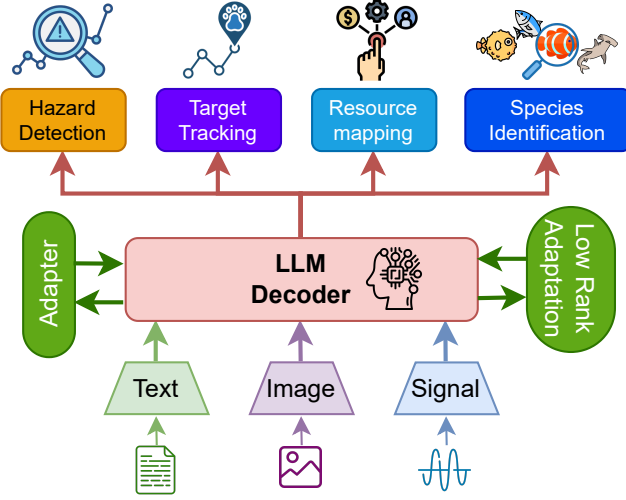 Hazard
Detection
Target
Tracking
Resource
mapping
Species
Identification
Adapter
LLM
Decoder
Low Rank
Adaptation
Text
Image
Signal